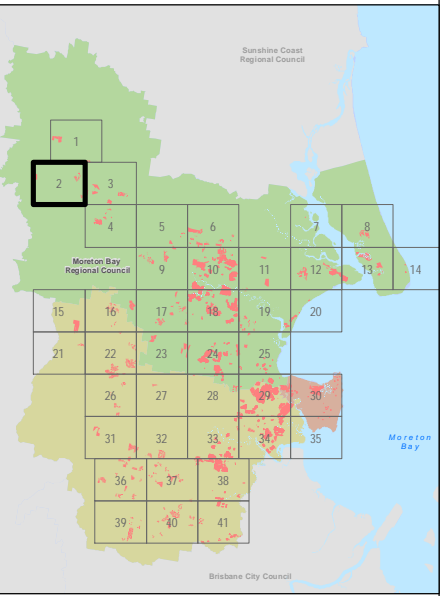 Sunshine Coast
Regional Council
1
2 3
4 5 6 7 8
Moreton Bay
Regional Council
9 10 11 12 13 14
15 16 17 18 19 20
21 22 23 24 25
26 27 28 29 30
31 32 33 34 35
Moreton
Bay
36 37 38
39 40 41
Brisbane City Council